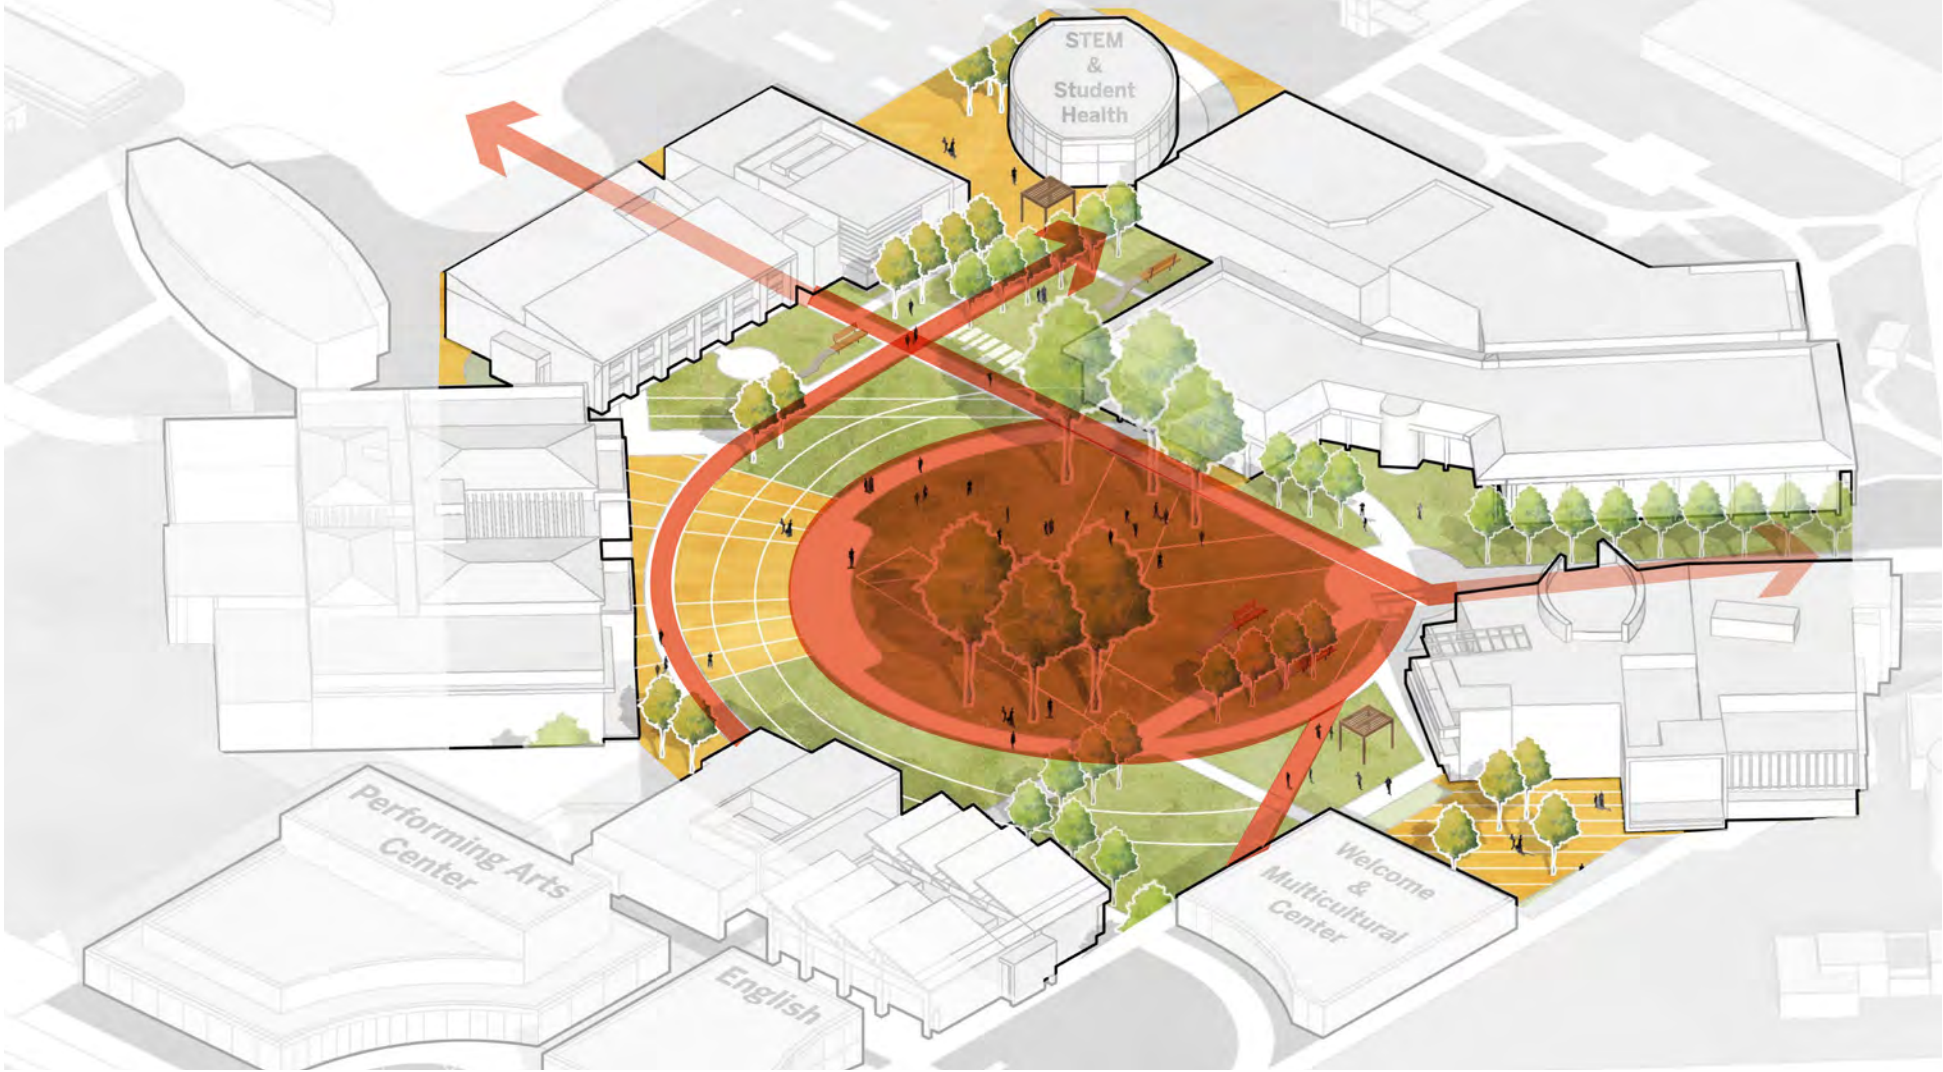 STEM
&
Student
Health
Performing Arts
Center
English
Welcome
&
Multicultural
Center